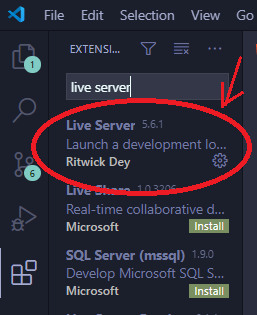 File Edit Selection View
EXTENSI...
1
live server
Live Server 5.6.1
Launch a development lo...
Ritwick Dey
6
Live Share 1.0.3206
Real-time collaborative d...
Microsoft Install
SQL Server (mssql) 1.9.0
Develop Microsoft SQL S...
Microsoft Install